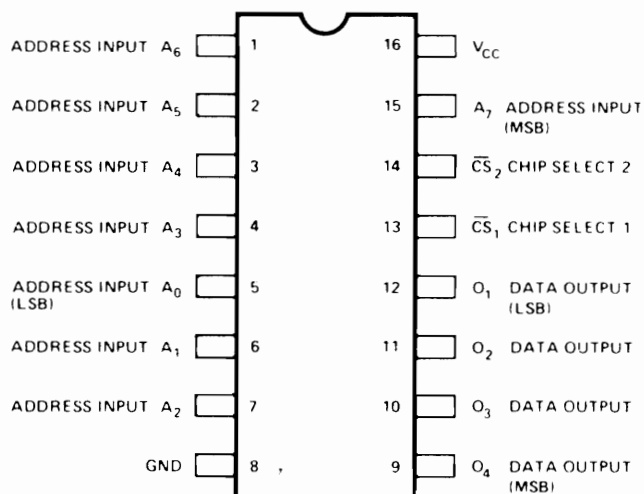 ADDRESS INPUT A6 1 16 VCC
ADDRESS INPUT A5 2 15 A7 ADDRESS INPUT
(MSB)
ADDRESS INPUT A4 3 14 C̅S̅2 CHIP SELECT 2
ADDRESS INPUT A3 4 13 C̅S̅1 CHIP SELECT 1
ADDRESS INPUT A0 5 12 O1 DATA OUTPUT
(LSB) (LSB)
ADDRESS INPUT A1 6 11 O2 DATA OUTPUT
ADDRESS INPUT A2 7 10 O3 DATA OUTPUT
GND 8 9 O4 DATA OUTPUT
(MSB)